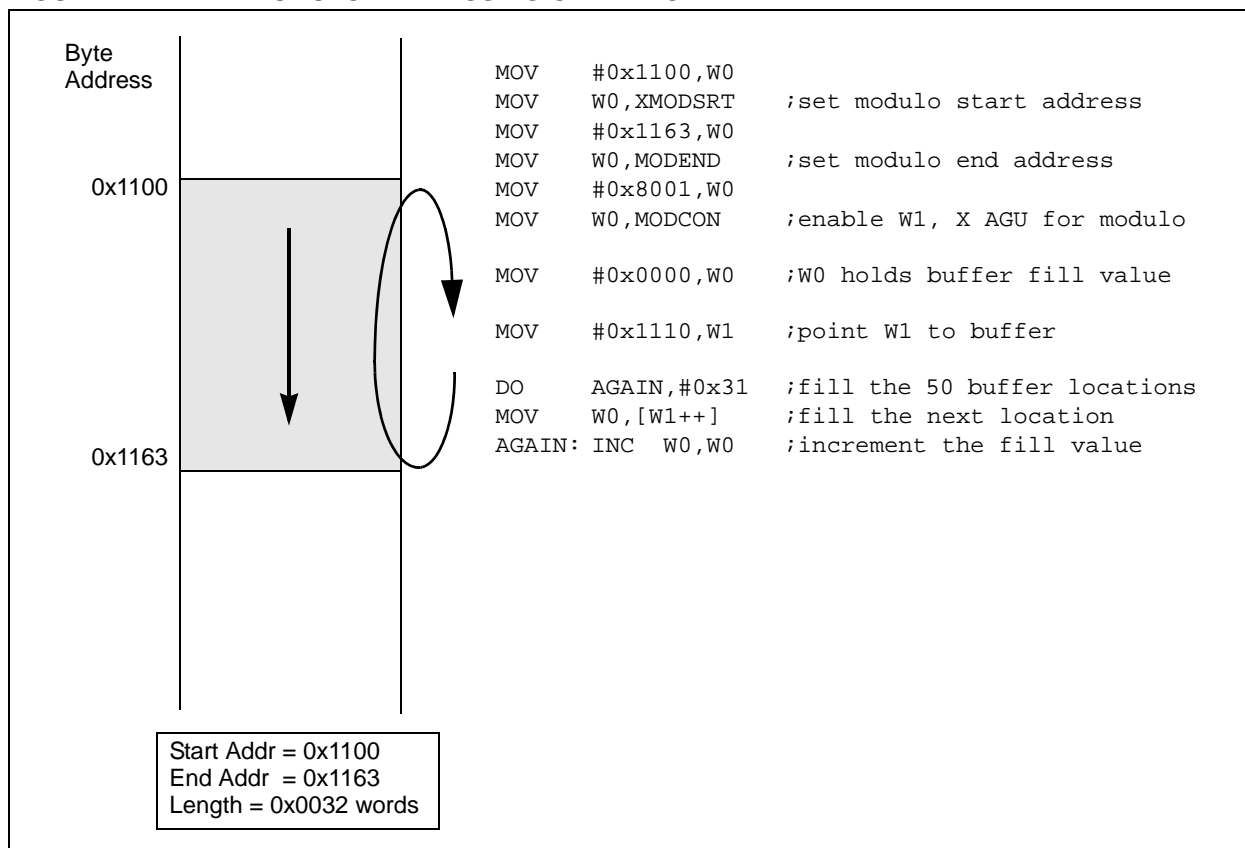 Byte
Address
0x1100
0x1163
MOV #0x1100,W0
MOV W0,XMODSRT ;set modulo start address
MOV #0x1163,W0
MOV W0,MODEND ;set modulo end address
MOV #0x8001,W0
MOV W0,MODCON ;enable W1, X AGU for modulo
MOV #0x0000,W0 ;W0 holds buffer fill value
MOV #0x1110,W1 ;point W1 to buffer
DO AGAIN,#0x31 ;fill the 50 buffer locations
MOV W0,[W1++] ;fill the next location
AGAIN: INC W0,W0 ;increment the fill value
Start Addr = 0x1100
End Addr = 0x1163
Length = 0x0032 words